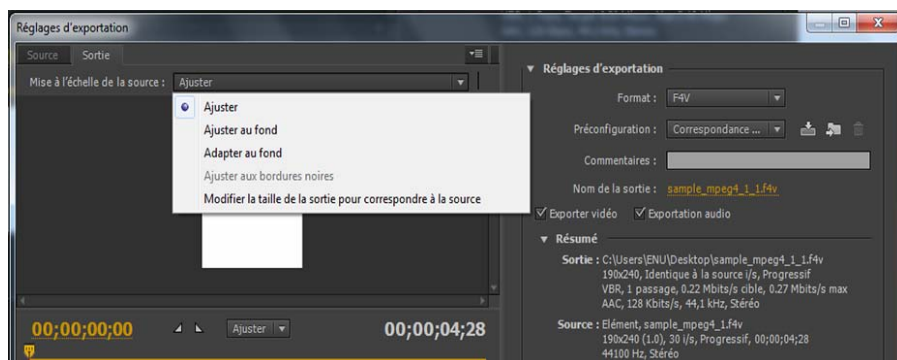 Réglages d'exportation
Source Sortie
Mise à l'échelle de la source : Ajuster
Ajuster
Ajuster au fond
Adapter au fond
Ajuster aux bordures noires
Modifier la taille de la sortie pour correspondre à la source
00;00;00;00 Ajuster 00;00;04;28
Réglages d'exportation
Format : F4V
Préconfiguration : Correspondance ...
Commentaires :
Nom de la sortie : sample_mpeg4_1_1.f4v
Exporter vidéo Exportation audio
Résumé
Sortie : C:\Users\ENU\Desktop\sample_mpeg4_1_1.f4v
190x240, Identique à la source i/s, Progressif
VBR, 1 passage, 0.22 Mbits/s cible, 0.27 Mbits/s max
AAC, 128 Kbits/s, 44,1 kHz, Stéréo
Source : Elément, sample_mpeg4_1.f4v
190x240 (1.0), 30 i/s, Progressif, 00;00;04;28
44100 Hz, Stéréo